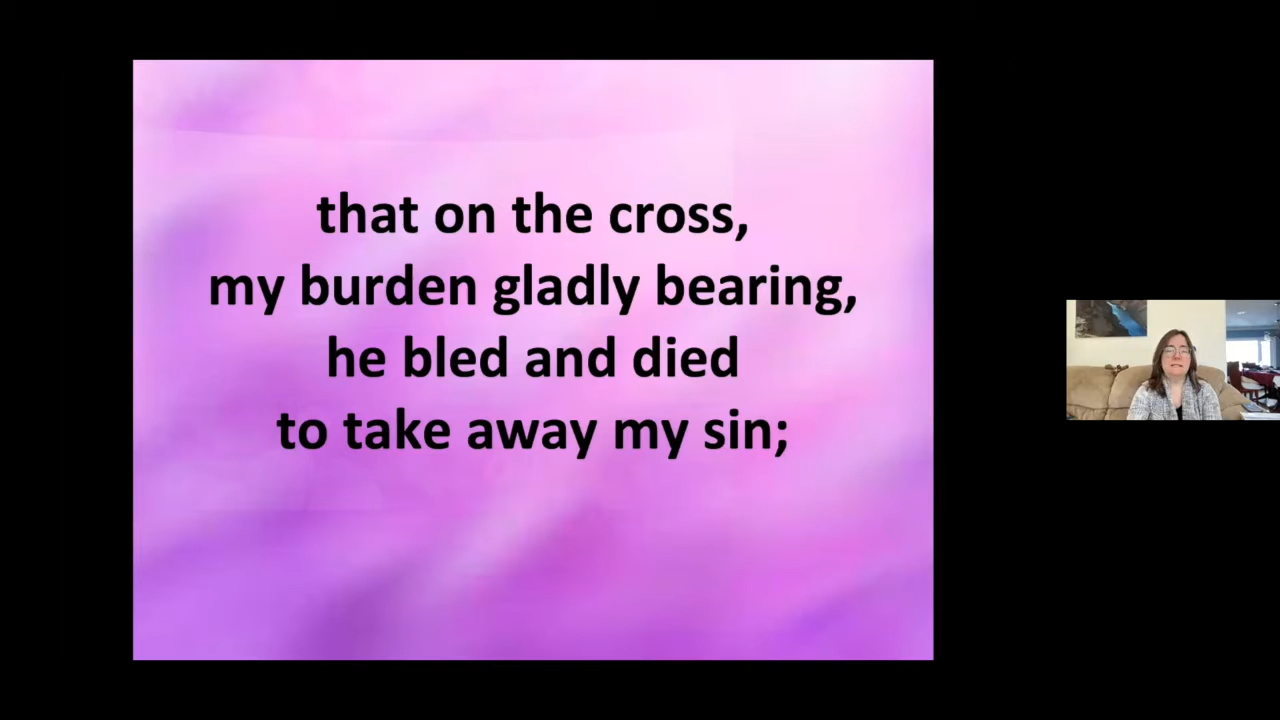 that on the cross,
my burden gladly bearing,
he bled and died
to take away my sin;